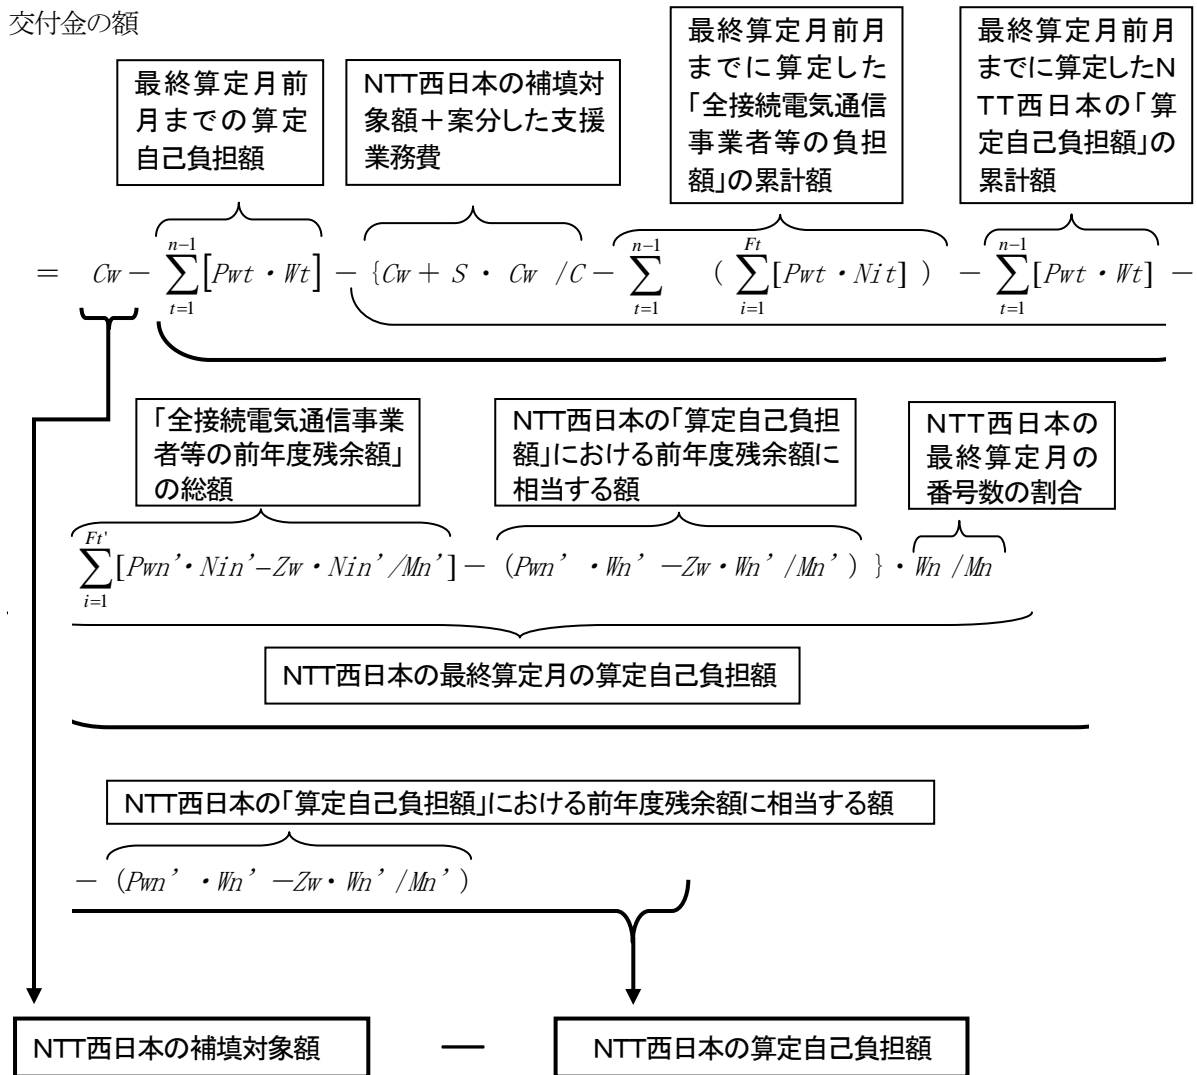 交付金の額
最終算定月前
月までの算定
自己負担額
NTT西日本の補填対
象額＋案分した支援
業務費
最終算定月前月
までに算定した
「全接続電気通信
事業者等の負担
額」の累計額
最終算定月前月
までに算定したN
TT西日本の「算
定自己負担額」の
累計額
＝ Cw－∑_{t=1}^{n-1}[Pwt・Wt]－{Cw＋S・Cw/C－∑_{t=1}^{n-1}（∑_{i=1}^{Ft}[Pwt・Nit]）－∑_{t=1}^{n-1}[Pwt・Wt]－
「全接続電気通信事業
者等の前年度残余額」
の総額
NTT西日本の「算定自己負担
額」における前年度残余額に
相当する額
NTT西日本の
最終算定月の
番号数の割合
∑_{i=1}^{Ft'}[Pwn’・Nin’－Zw・Nin’/Mn’]－（Pwn’・Wn’－Zw・Wn’/Mn’）}・Wn/Mn
NTT西日本の最終算定月の算定自己負担額
NTT西日本の「算定自己負担額」における前年度残余額に相当する額
－（Pwn’・Wn’－Zw・Wn’/Mn’）
NTT西日本の補填対象額 － NTT西日本の算定自己負担額